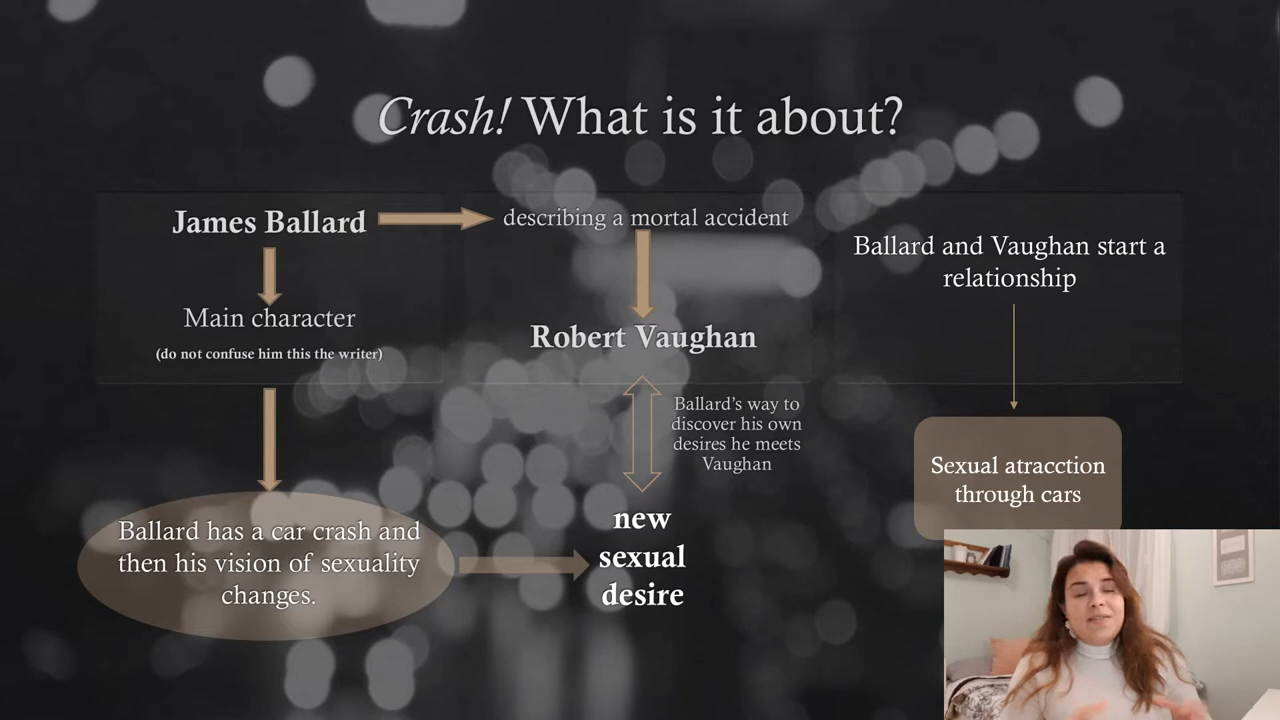 Crash! What is it about?
James Ballard
describing a mortal accident
Main character
(do not confuse him this the writer)
Robert Vaughan
Ballard's way to
discover his own
desires he meets
Vaughan
Ballard has a car crash and
then his vision of sexuality
changes.
new
sexual
desire
Ballard and Vaughan start a
relationship
Sexual atracction
through cars